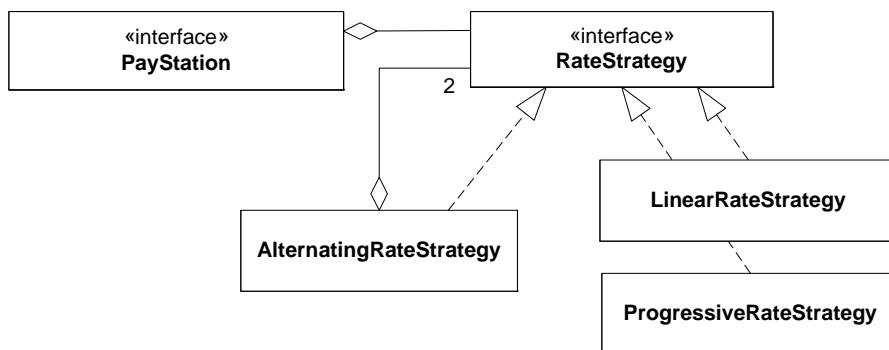 «interface»
PayStation
«interface»
RateStrategy
2
LinearRateStrategy
AlternatingRateStrategy
ProgressiveRateStrategy